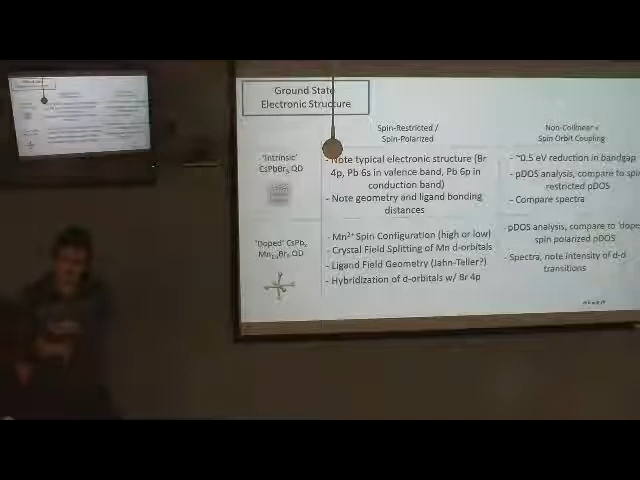 Ground State
Electronic Structure
Spin-Restricted /
Spin-Polarized
Non-Collinear +
Spin Orbit Coupling
'Intrinsic'
CsPbBr3 QD
- Note typical electronic structure (Br
4p, Pb 6s in valence band, Pb 6p in
conduction band)
- Note geometry and ligand bonding
distances
- ~0.5 eV reduction in bandgap
- pDOS analysis, compare to spin
restricted pDOS
- Compare spectra
'Doped' CsPb
QD
- Mn2+ Spin Configuration (high or low)
- Crystal Field Splitting of Mn d-orbitals
- Ligand Field Geometry (Jahn-Teller?)
- Hybridization of d-orbitals w/ Br 4p
- pDOS analysis, compare to 'doped
spin polarized pDOS
- Spectra, note intensity of d-d
transitions